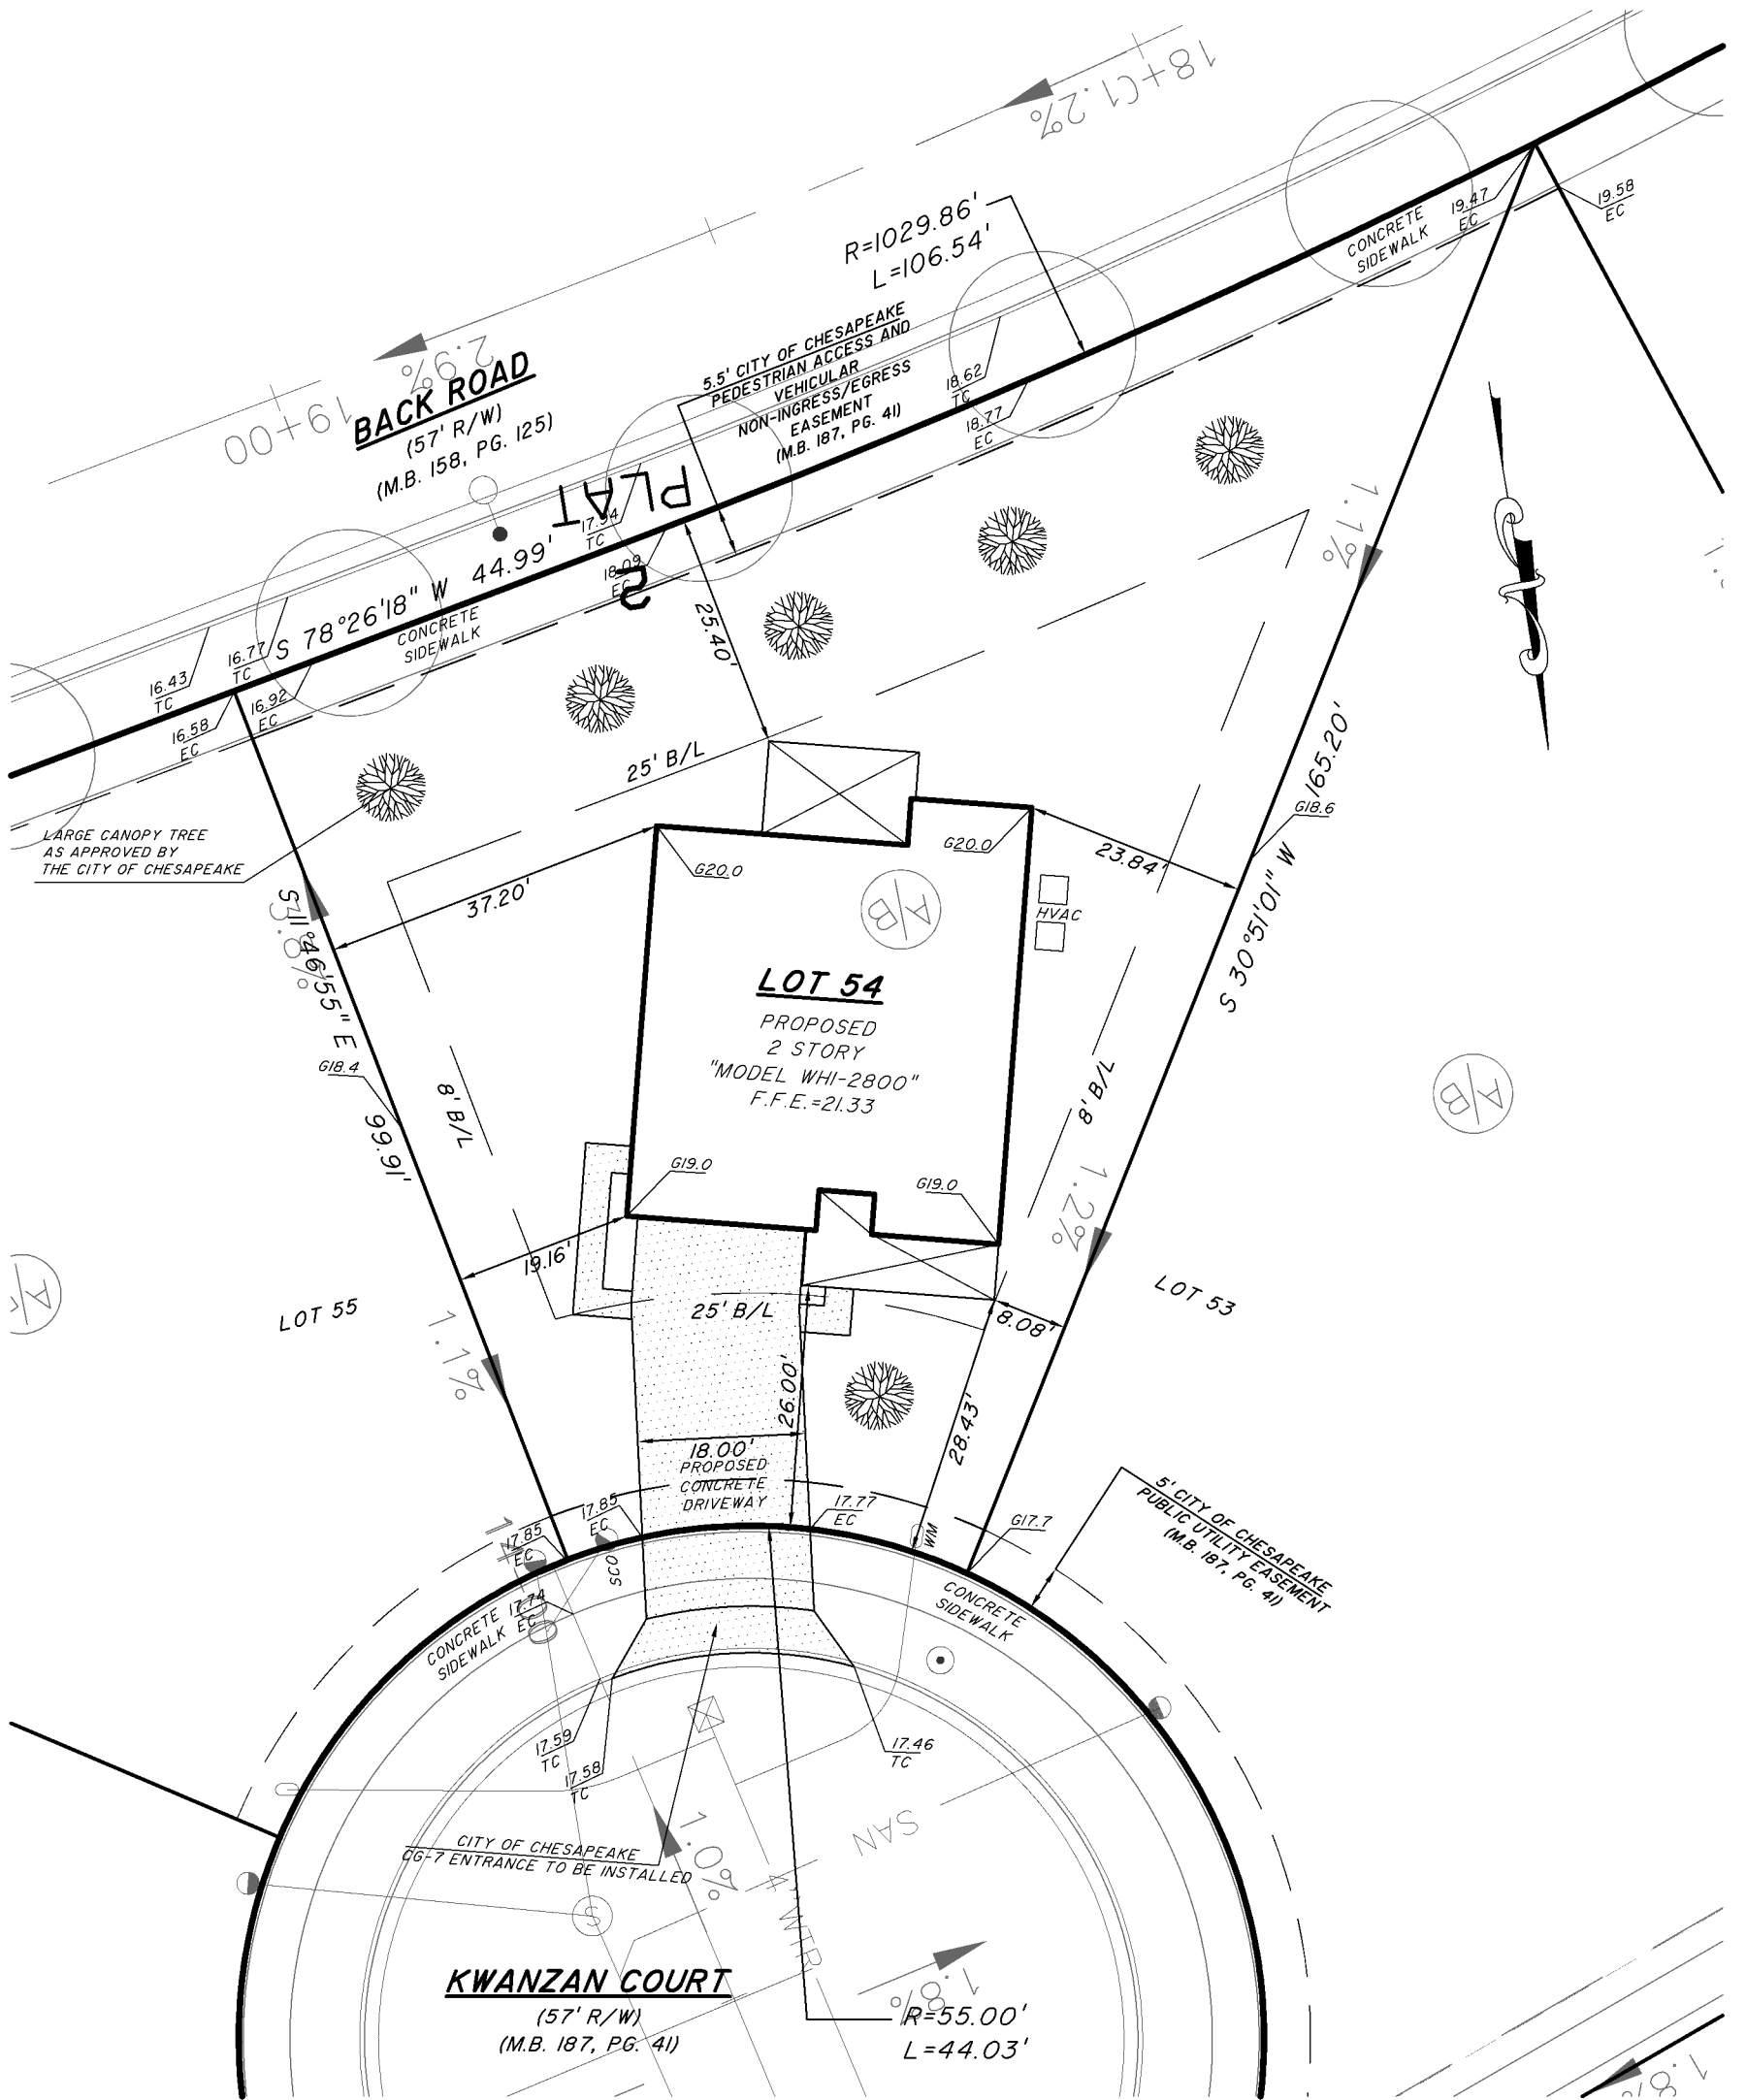 18+01.2%
2.9%
19+00
BACK ROAD
(57' R/W)
(M.B. 158, PG. 125)
R=1029.86'
L=106.54'
5.5' CITY OF CHESAPEAKE
PEDESTRIAN ACCESS AND
VEHICULAR
NON-INGRESS/EGRESS
EASEMENT
(M.B. 187, PG. 41)
18.62
TC
18.77
EC
CONCRETE
SIDEWALK
19.47
EC
19.58
EC
PLAT
2
17.94
TC
18.09
EC
S 78°26'18" W 44.99'
CONCRETE
SIDEWALK
16.43
TC
16.77
TC
16.58
EC
16.92
EC
25.40'
25' B/L
1.1%
LARGE CANOPY TREE
AS APPROVED BY
THE CITY OF CHESAPEAKE
37.20'
G20.0
G20.0
23.84'
G18.6
S 30°51'01" W 165.20'
A/B
HVAC
S 11°46'55" E 99.91'
3.8%
G18.4
8' B/L
LOT 54
PROPOSED
2 STORY
"MODEL WHI-2800"
F.F.E.=21.33
8' B/L
A/B
G19.0
G19.0
1.2%
19.16'
LOT 55
25' B/L
8.08'
LOT 53
1.1%
26.00'
28.43'
18.00'
PROPOSED
CONCRETE
DRIVEWAY
17.85
EC
17.85
EC
SCO
17.77
EC
WM
G17.7
5' CITY OF CHESAPEAKE
PUBLIC UTILITY EASEMENT
(M.B. 187, PG. 41)
CONCRETE
SIDEWALK
17.74
EC
CONCRETE
SIDEWALK
17.59
TC
17.58
TC
17.46
TC
CITY OF CHESAPEAKE
CG-7 ENTRANCE TO BE INSTALLED
1.0%
SAN
S
4" WTR
KWANZAN COURT
(57' R/W)
(M.B. 187, PG. 41)
1.8%
R=55.00'
L=44.03'
1.8%